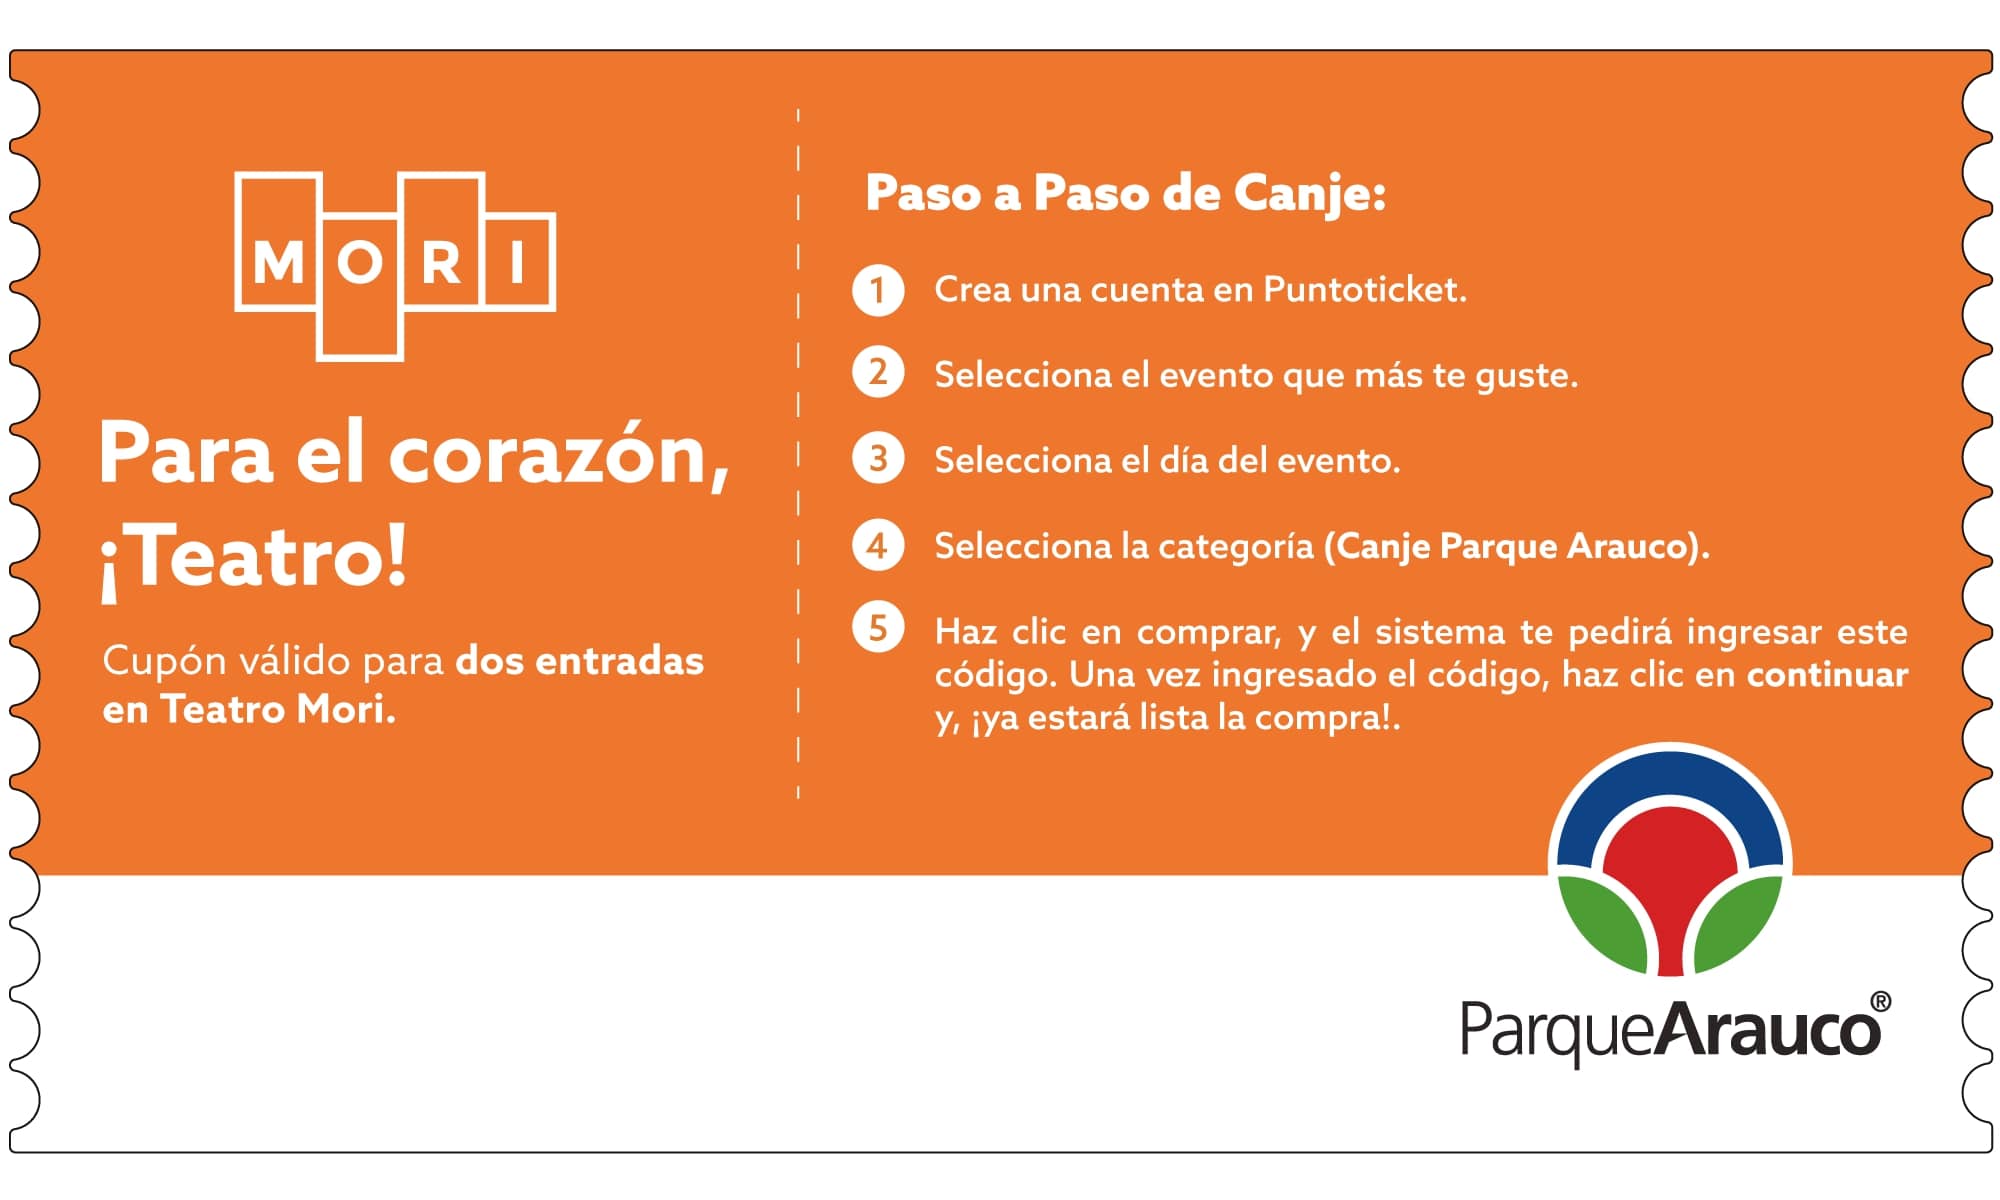 MORI
Para el corazón,
¡Teatro!
Cupón válido para dos entradas
en Teatro Mori.
Paso a Paso de Canje:
1 Crea una cuenta en Puntoticket.
2 Selecciona el evento que más te guste.
3 Selecciona el día del evento.
4 Selecciona la categoría (Canje Parque Arauco).
5 Haz clic en comprar, y el sistema te pedirá ingresar este
código. Una vez ingresado el código, haz clic en continuar
y, ¡ya estará lista la compra!.
ParqueArauco®